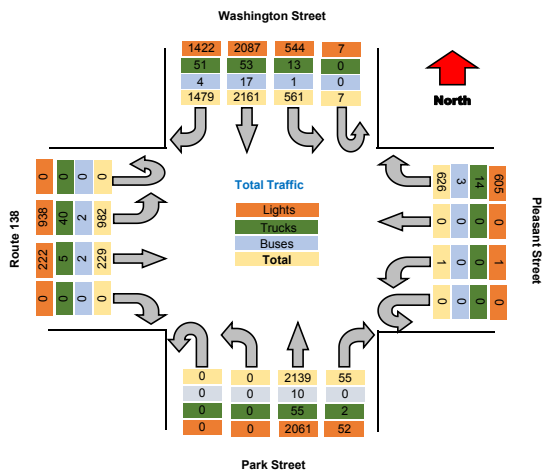 Washington Street
1422 2087 544 7
51 53 13 0
4 17 1 0
1479 2161 561 7
North
Route 138
0 0 0 0
938 40 2 982
222 5 2 229
0 0 0 0
Total Traffic
Lights
Trucks
Buses
Total
626 3 14 605
0 0 0 0
1 0 0 1
0 0 0 0
Pleasant Street
0 0 2139 55
0 0 10 0
0 0 55 2
0 0 2061 52
Park Street